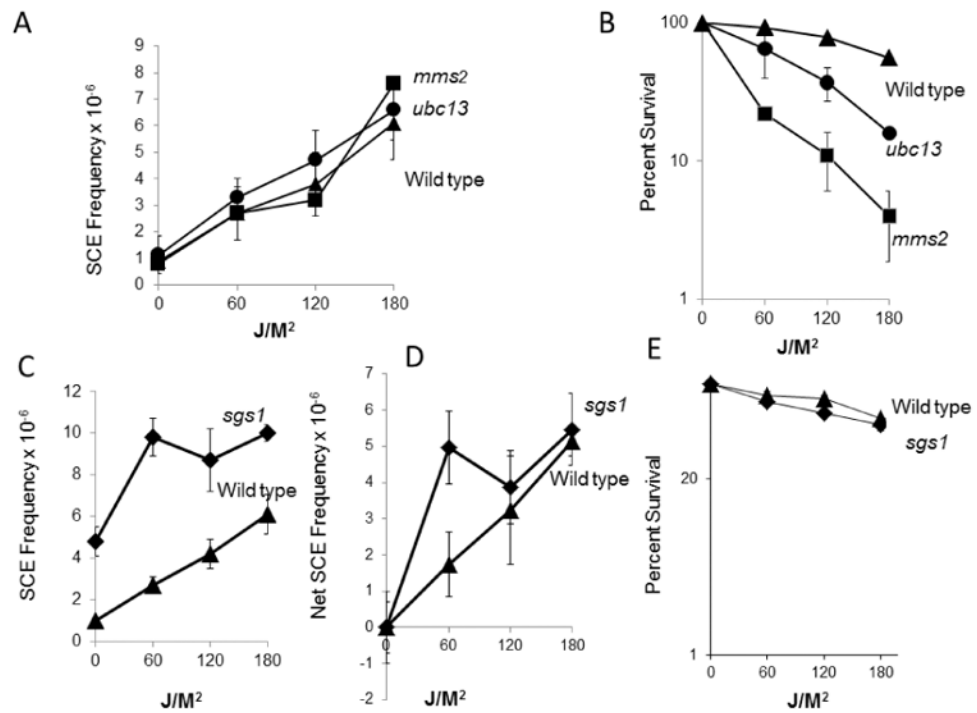 A
SCE Frequency x 10-6
9
8
7
6
5
4
3
2
1
0
0
60
120
180
J/M²
mms2
ubc13
Wild type
B
Percent Survival
100
10
1
0
60
120
180
J/M²
Wild type
ubc13
mms2
C
SCE Frequency x 10-6
12
10
8
6
4
2
0
0
60
120
180
J/M²
sgs1
Wild type
D
Net SCE Frequency x 10-6
7
6
5
4
3
2
1
0
-1
-2
0
60
120
180
J/M²
sgs1
Wild type
E
Percent Survival
20
1
0
60
120
180
J/M²
Wild type
sgs1